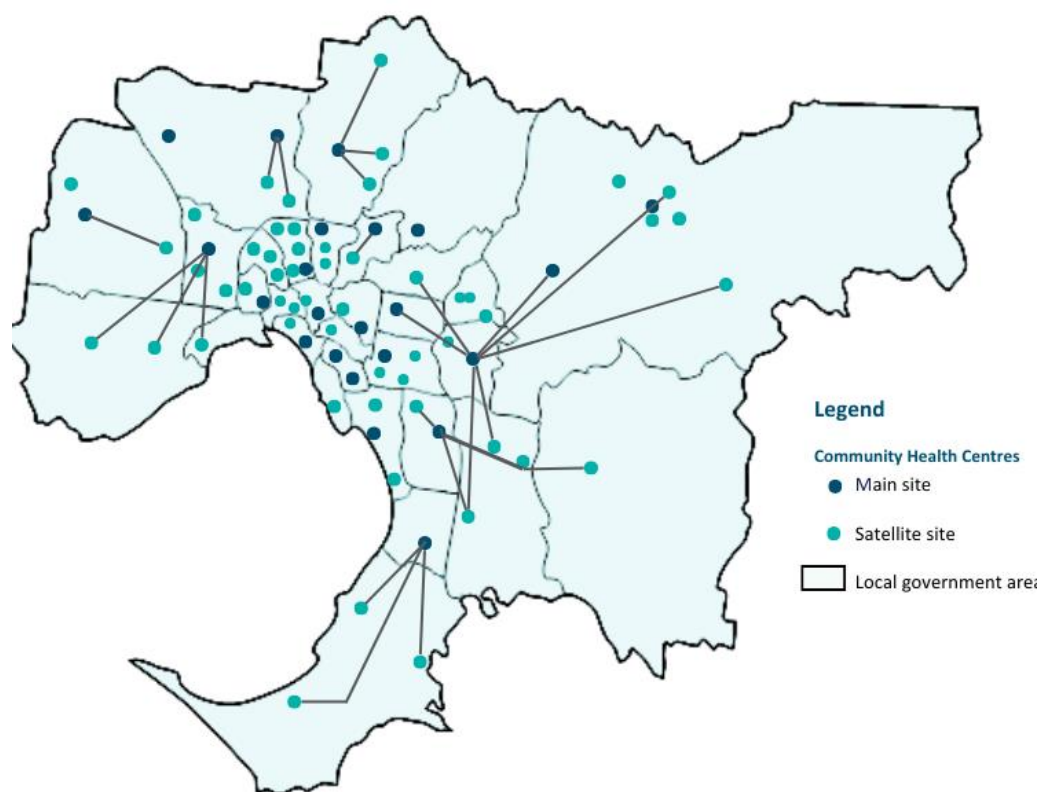 Legend
Community Health Centres
Main site
Satellite site
Local government area